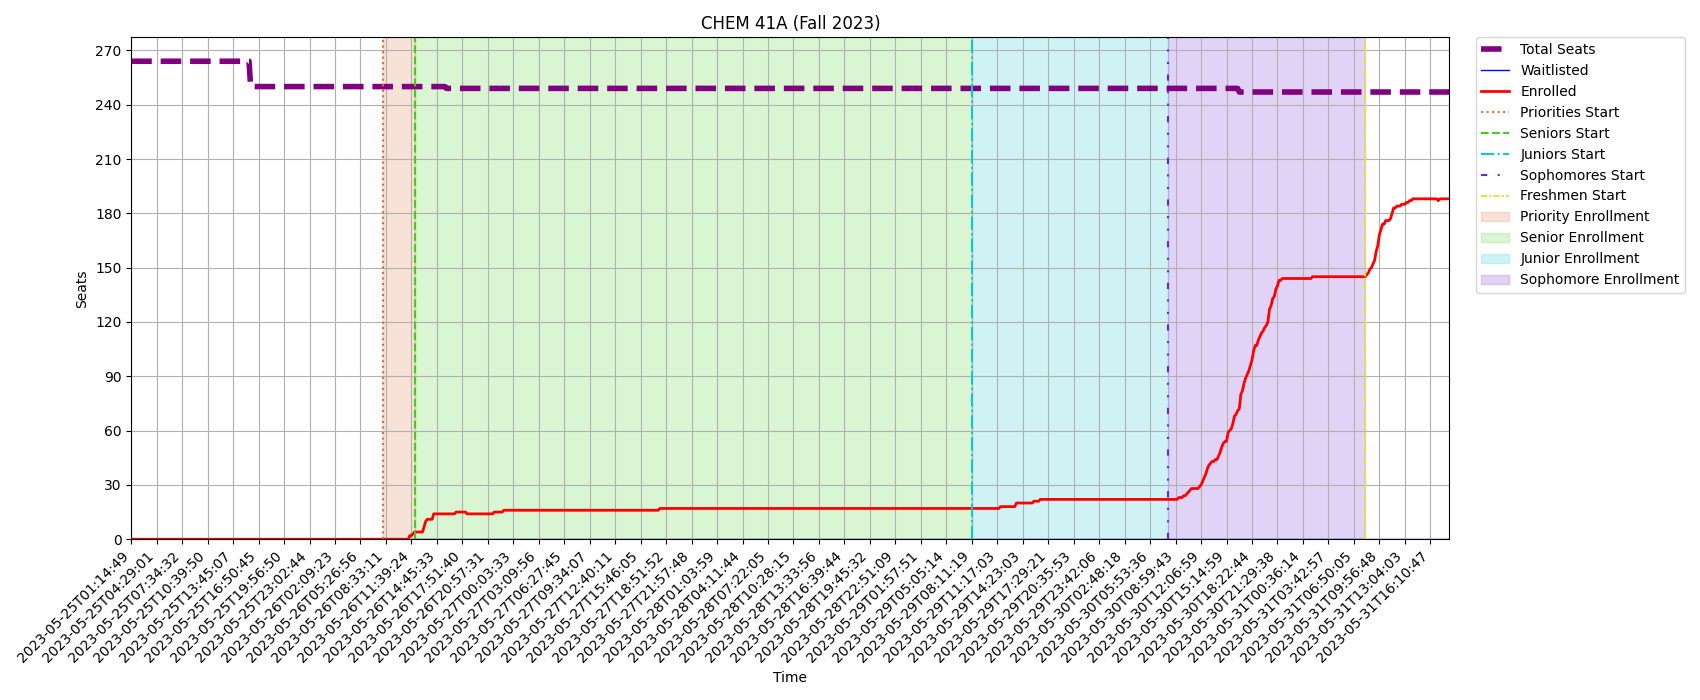 CHEM 41A (Fall 2023)
270
240
210
180
150
120
90
60
30
0
Seats
2023-05-25T01:14:49
2023-05-25T04:29:01
2023-05-25T07:34:32
2023-05-25T10:39:50
2023-05-25T13:45:07
2023-05-25T16:50:45
2023-05-25T19:56:50
2023-05-25T23:02:44
2023-05-26T02:09:23
2023-05-26T05:26:56
2023-05-26T08:33:11
2023-05-26T11:39:24
2023-05-26T14:45:33
2023-05-26T17:51:40
2023-05-26T20:57:31
2023-05-27T00:03:33
2023-05-27T03:09:56
2023-05-27T06:27:45
2023-05-27T09:34:07
2023-05-27T12:40:11
2023-05-27T15:46:05
2023-05-27T18:51:52
2023-05-27T21:57:48
2023-05-28T01:03:59
2023-05-28T04:11:44
2023-05-28T07:22:05
2023-05-28T10:28:15
2023-05-28T13:33:56
2023-05-28T16:39:44
2023-05-28T19:45:32
2023-05-28T22:51:09
2023-05-29T01:57:51
2023-05-29T05:05:14
2023-05-29T08:11:19
2023-05-29T11:17:03
2023-05-29T14:23:03
2023-05-29T17:29:21
2023-05-29T20:35:53
2023-05-29T23:42:06
2023-05-30T02:48:18
2023-05-30T05:53:36
2023-05-30T08:59:43
2023-05-30T12:06:59
2023-05-30T15:14:59
2023-05-30T18:22:44
2023-05-30T21:29:38
2023-05-31T00:36:14
2023-05-31T03:42:57
2023-05-31T06:50:05
2023-05-31T09:56:48
2023-05-31T13:04:03
2023-05-31T16:10:47
Time
Total Seats
Waitlisted
Enrolled
Priorities Start
Seniors Start
Juniors Start
Sophomores Start
Freshmen Start
Priority Enrollment
Senior Enrollment
Junior Enrollment
Sophomore Enrollment